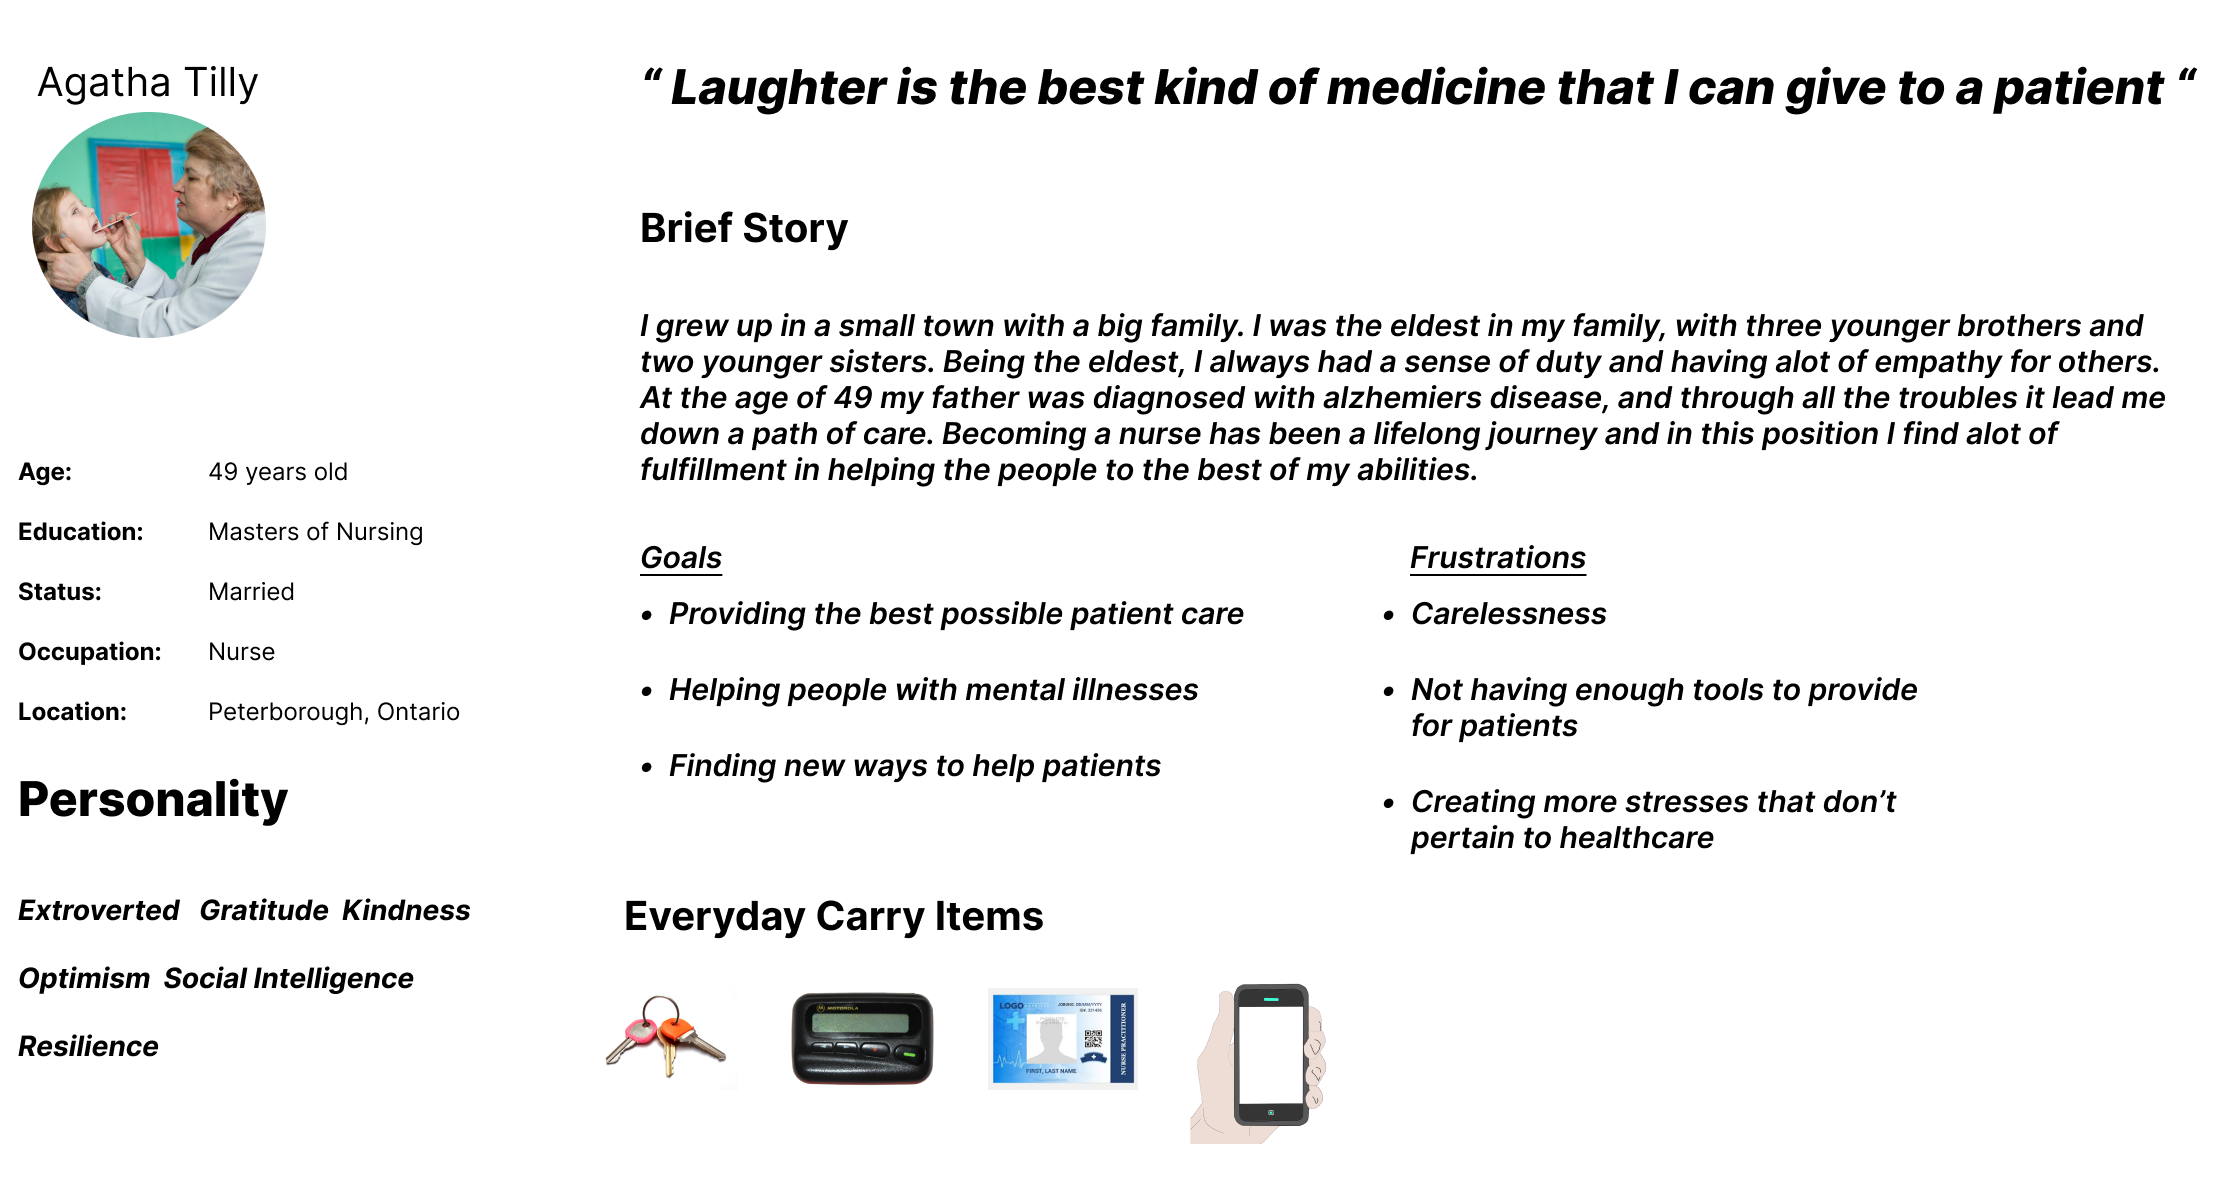 Agatha Tilly
“ Laughter is the best kind of medicine that I can give to a patient “
Age: 49 years old
Education: Masters of Nursing
Status: Married
Occupation: Nurse
Location: Peterborough, Ontario
Personality
Extroverted Gratitude Kindness
Optimism Social Intelligence
Resilience
Brief Story
I grew up in a small town with a big family. I was the eldest in my family, with three younger brothers and
two younger sisters. Being the eldest, I always had a sense of duty and having alot of empathy for others.
At the age of 49 my father was diagnosed with alzhemiers disease, and through all the troubles it lead me
down a path of care. Becoming a nurse has been a lifelong journey and in this position I find alot of
fulfillment in helping the people to the best of my abilities.
Goals
• Providing the best possible patient care
• Helping people with mental illnesses
• Finding new ways to help patients
Frustrations
• Carelessness
• Not having enough tools to provide
for patients
• Creating more stresses that don’t
pertain to healthcare
Everyday Carry Items
MOTOROLA
LOGO
FIRST, LAST NAME
NURSE PRACTITIONER